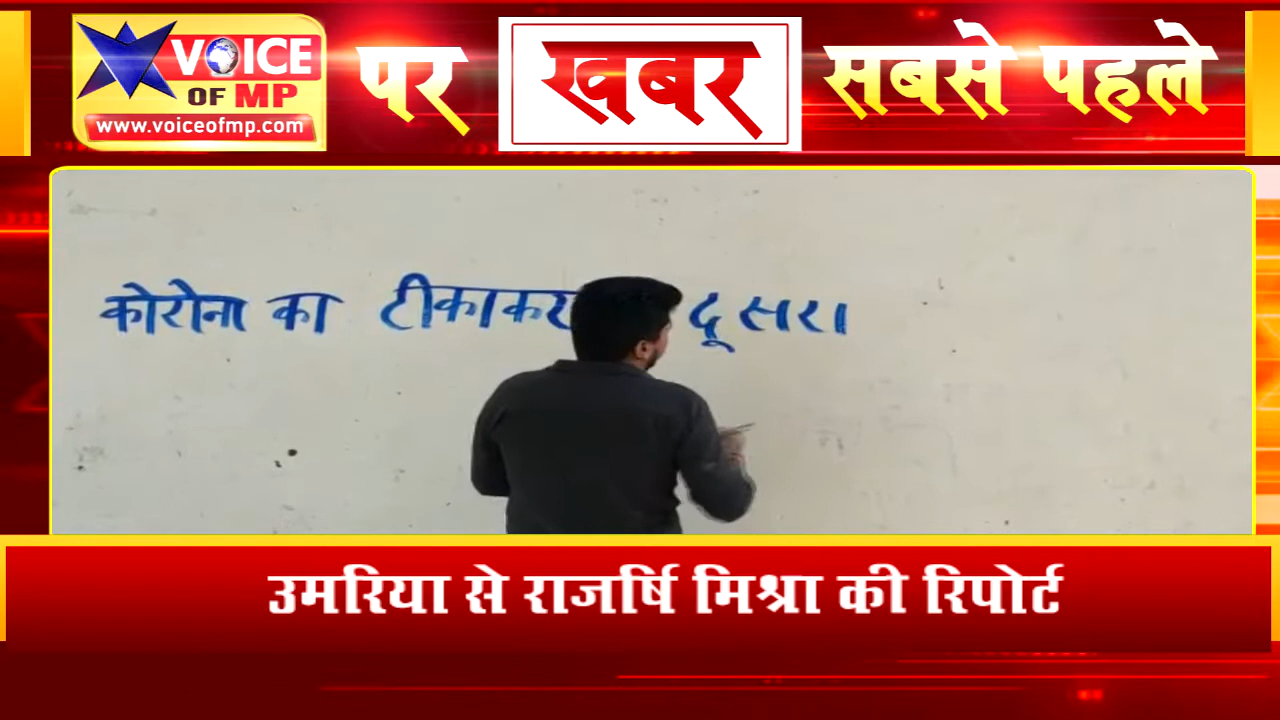 VOICE OF MP
www.voiceofmp.com
पर खबर सबसे पहले
कोरोना का टीकाकर दूसरा
उमरिया से राजर्षि मिश्रा की रिपोर्ट